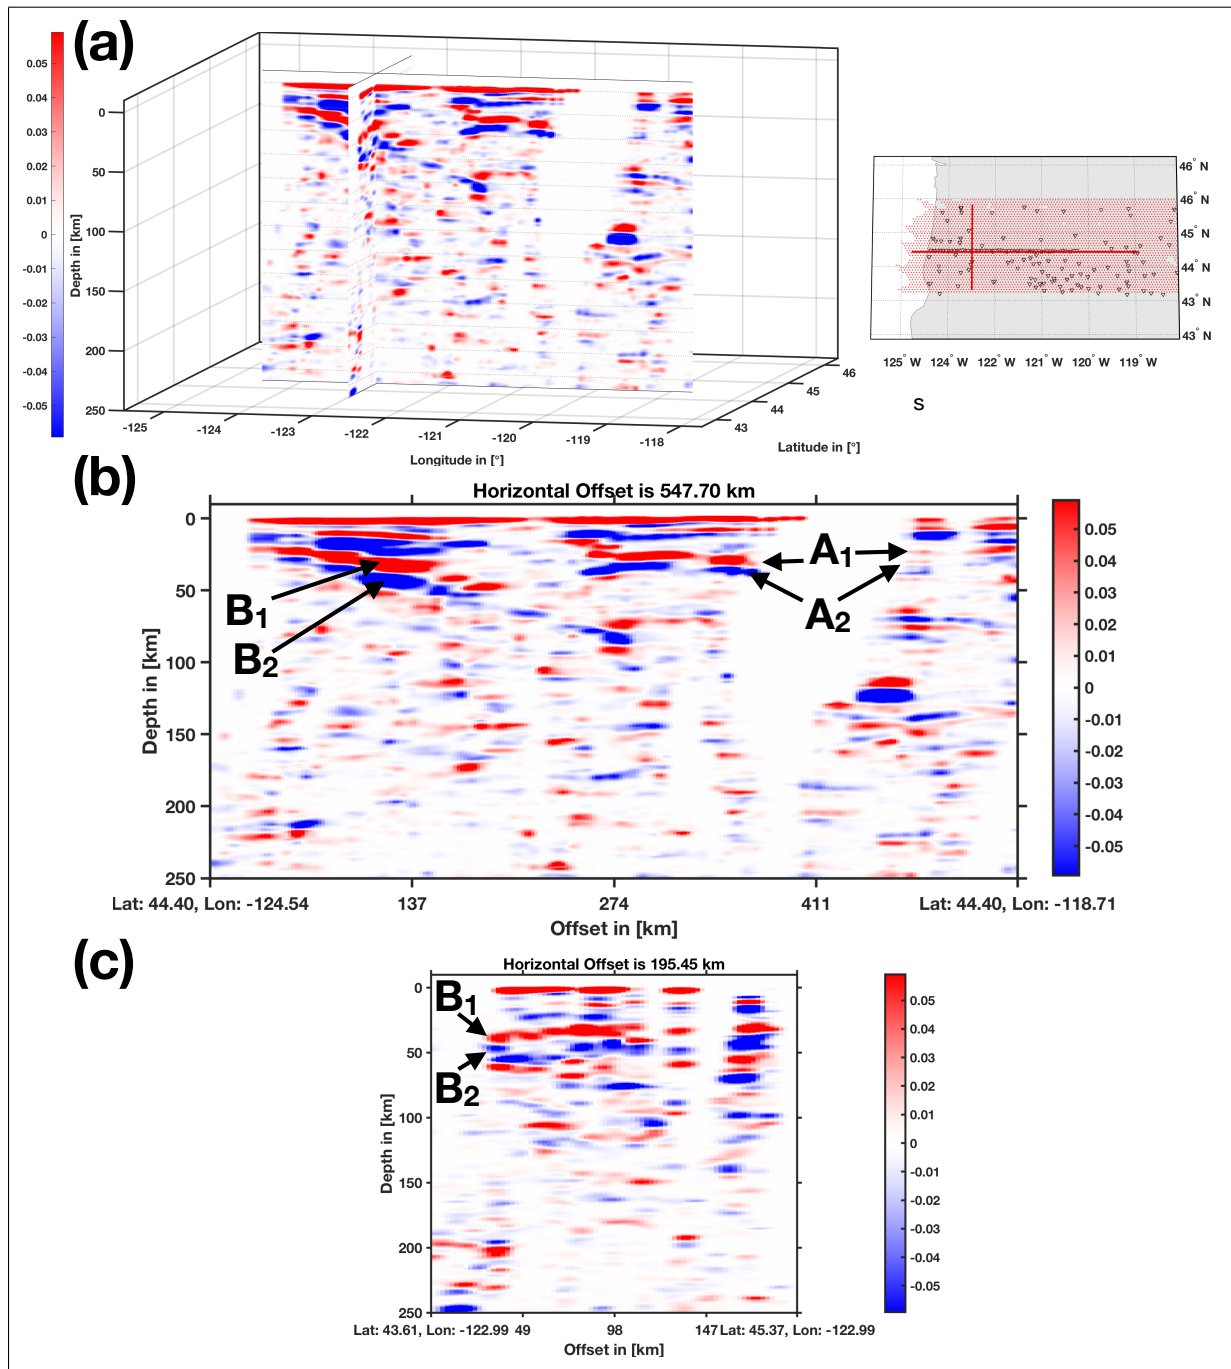 (a)
0.05
0.04
0.03
0.02
0.01
0
-0.01
-0.02
-0.03
-0.04
-0.05
Depth in [km]
0
50
100
150
200
250
-125
-124
-123
-122
-121
-120
-119
-118
Longitude in [°]
43
44
45
46
Latitude in [°]
46° N
46° N
45° N
44° N
43° N
43° N
125° W 124° W 122° W 121° W 120° W 119° W
S
(b)
Horizontal Offset is 547.70 km
Depth in [km]
0
50
100
150
200
250
A1
A2
B1
B2
Lat: 44.40, Lon: -124.54 137 274 411 Lat: 44.40, Lon: -118.71
Offset in [km]
0.05
0.04
0.03
0.02
0.01
0
-0.01
-0.02
-0.03
-0.04
-0.05
(c)
Horizontal Offset is 195.45 km
Depth in [km]
0
50
100
150
200
250
B1
B2
Lat: 43.61, Lon: -122.99 49 98 147 Lat: 45.37, Lon: -122.99
Offset in [km]
0.05
0.04
0.03
0.02
0.01
0
-0.01
-0.02
-0.03
-0.04
-0.05